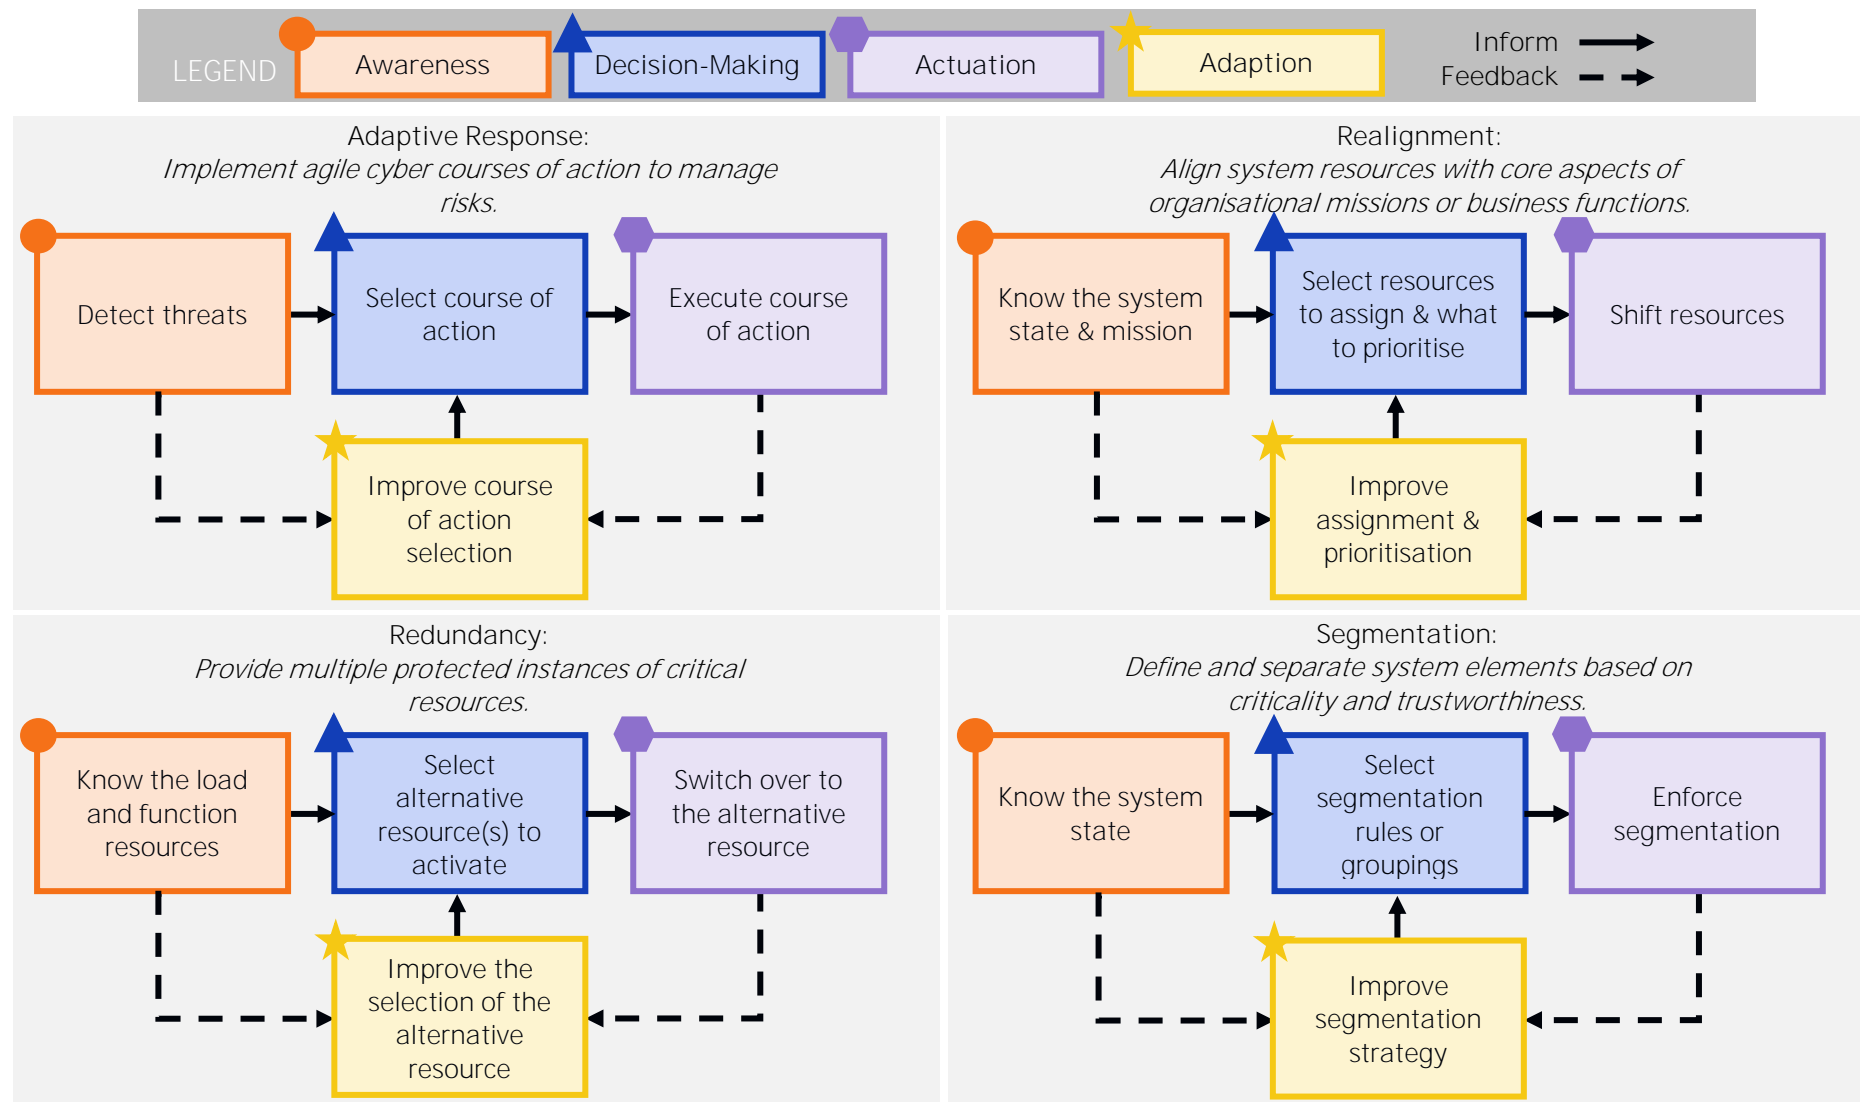 LEGEND
Awareness
Decision-Making
Actuation
Adaption
Inform
Feedback
Adaptive Response:
Implement agile cyber courses of action to manage
risks.
Detect threats
Select course of
action
Execute course
of action
Improve course
of action
selection
Realignment:
Align system resources with core aspects of
organisational missions or business functions.
Know the system
state & mission
Select resources
to assign & what
to prioritise
Shift resources
Improve
assignment &
prioritisation
Redundancy:
Provide multiple protected instances of critical
resources.
Know the load
and function
resources
Select
alternative
resource(s) to
activate
Switch over to
the alternative
resource
Improve the
selection of the
alternative
resource
Segmentation:
Define and separate system elements based on
criticality and trustworthiness.
Know the system
state
Select
segmentation
rules or
groupings
Enforce
segmentation
Improve
segmentation
strategy